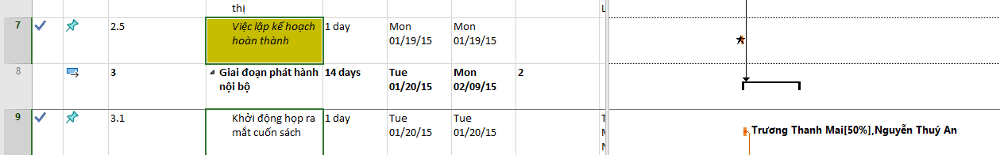 thị L
7 2.5 Việc lập kế hoạch 1 day Mon Mon
hoàn thành 01/19/15 01/19/15
8 3 Giai đoạn phát hành 14 days Tue Mon 2
nội bộ 01/20/15 02/09/15
9 3.1 Khởi động họp ra 1 day Tue Tue T Trương Thanh Mai[50%],Nguyễn Thuý An
mắt cuốn sách 01/20/15 01/20/15 M
N